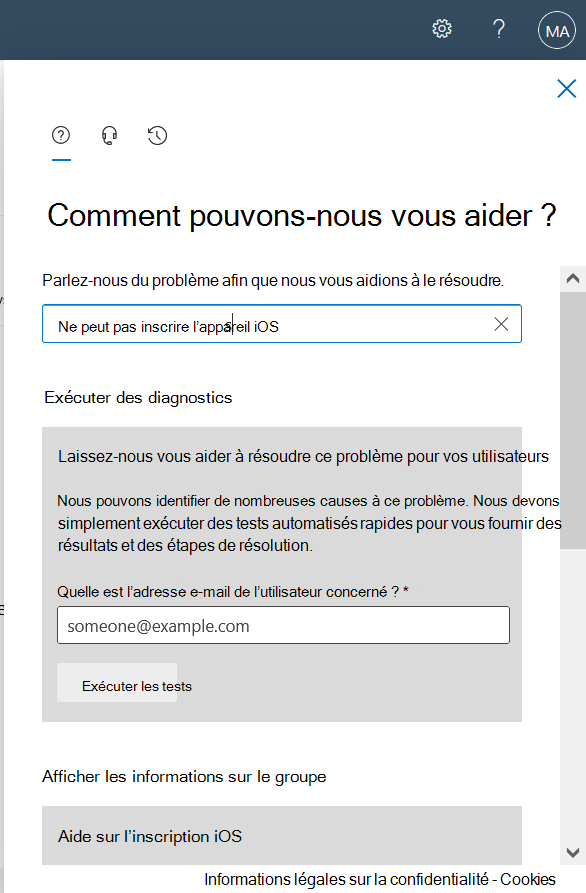 MA
Comment pouvons-nous vous aider ?
Parlez-nous du problème afin que nous vous aidions à le résoudre.
Ne peut pas inscrire l'appareil iOS
Exécuter des diagnostics
Laissez-nous vous aider à résoudre ce problème pour vos utilisateurs
Nous pouvons identifier de nombreuses causes à ce problème. Nous devons
simplement exécuter des tests automatisés rapides pour vous fournir des
résultats et des étapes de résolution.
Quelle est l'adresse e-mail de l'utilisateur concerné ? *
someone@example.com
Exécuter les tests
Afficher les informations sur le groupe
Aide sur l'inscription iOS
Informations légales sur la confidentialité - Cookies